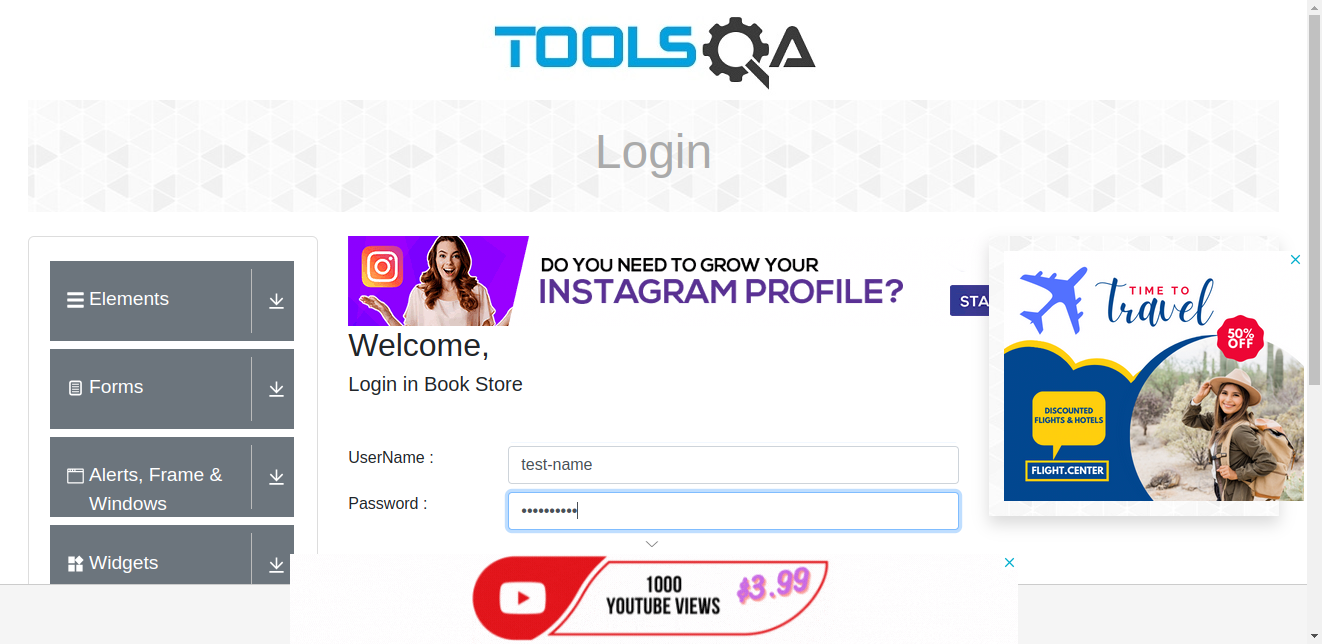 TOOLSQA
Login
Elements
Forms
Alerts, Frame &
Windows
Widgets
DO YOU NEED TO GROW YOUR
INSTAGRAM PROFILE?
STA
Welcome,
Login in Book Store
UserName :
test-name
Password :
••••••••••
TIME TO
travel
50%
OFF
DISCOUNTED
FLIGHTS & HOTELS
FLIGHT.CENTER
1000
YOUTUBE VIEWS
$3.99